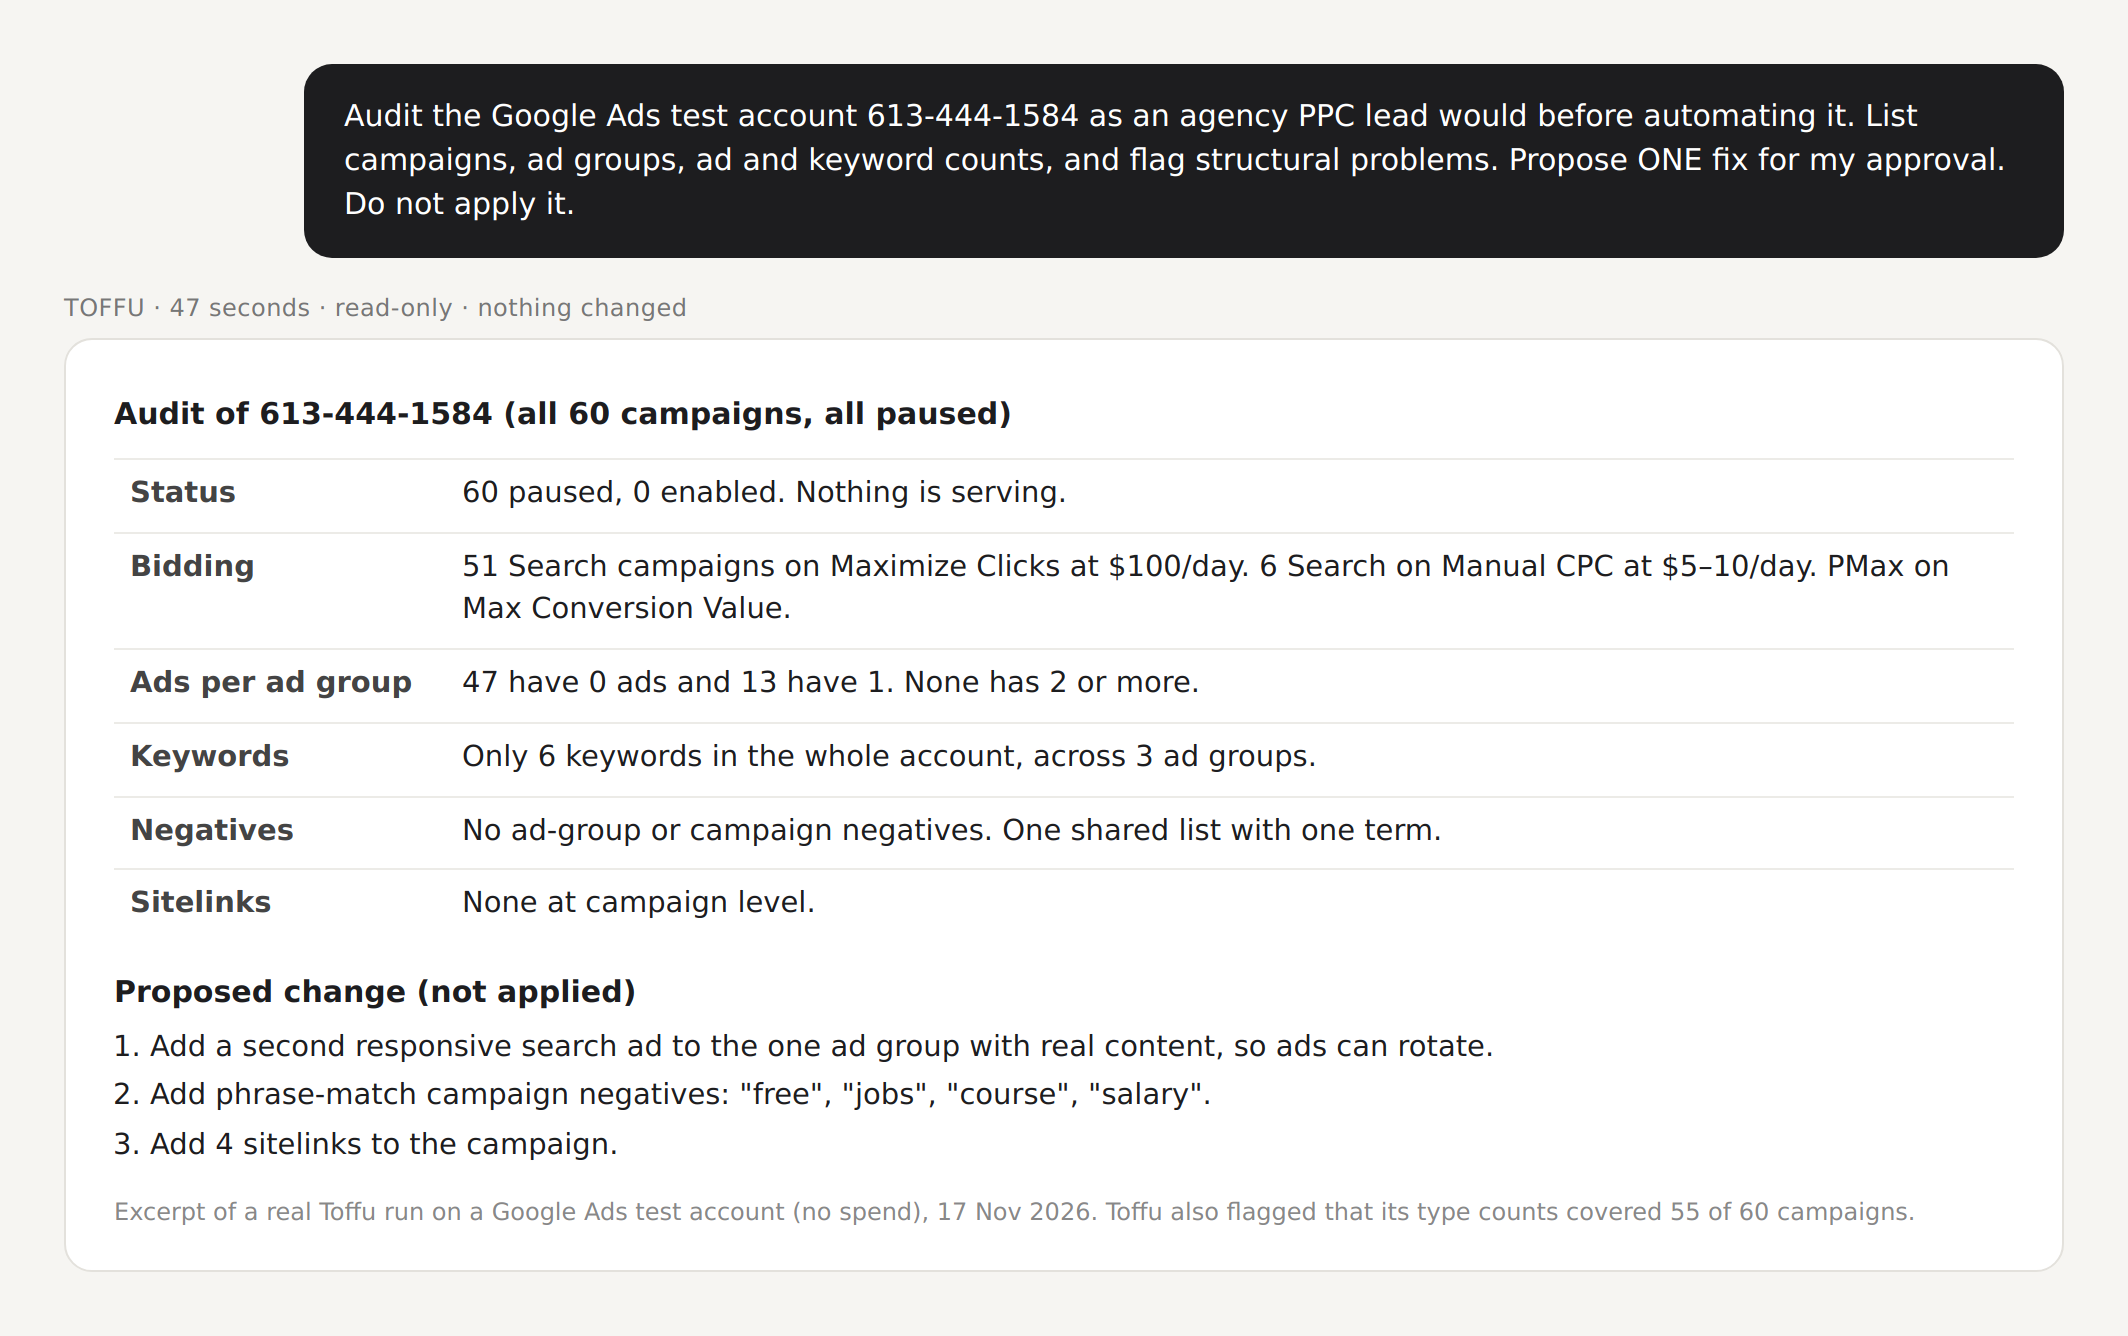 Audit the Google Ads test account 613-444-1584 as an agency PPC lead would before automating it. List
campaigns, ad groups, ad and keyword counts, and flag structural problems. Propose ONE fix for my approval.
Do not apply it.
TOFFU · 47 seconds · read-only · nothing changed
Audit of 613-444-1584 (all 60 campaigns, all paused)
Status 60 paused, 0 enabled. Nothing is serving.
Bidding 51 Search campaigns on Maximize Clicks at $100/day. 6 Search on Manual CPC at $5–10/day. PMax on
Max Conversion Value.
Ads per ad group 47 have 0 ads and 13 have 1. None has 2 or more.
Keywords Only 6 keywords in the whole account, across 3 ad groups.
Negatives No ad-group or campaign negatives. One shared list with one term.
Sitelinks None at campaign level.
Proposed change (not applied)
1. Add a second responsive search ad to the one ad group with real content, so ads can rotate.
2. Add phrase-match campaign negatives: "free", "jobs", "course", "salary".
3. Add 4 sitelinks to the campaign.
Excerpt of a real Toffu run on a Google Ads test account (no spend), 17 Nov 2026. Toffu also flagged that its type counts covered 55 of 60 campaigns.